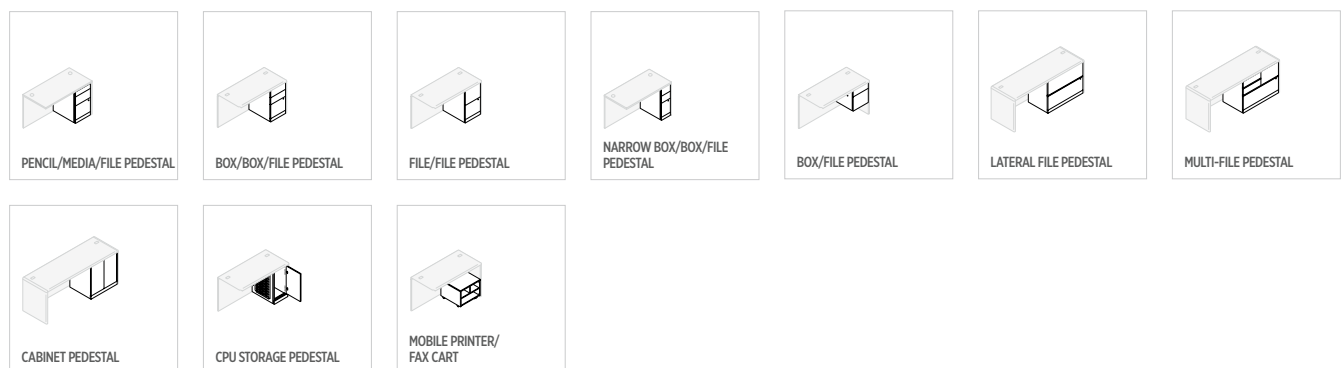 PENCIL/MEDIA/FILE PEDESTAL
BOX/BOX/FILE PEDESTAL
FILE/FILE PEDESTAL
NARROW BOX/BOX/FILE
PEDESTAL
BOX/FILE PEDESTAL
LATERAL FILE PEDESTAL
MULTI-FILE PEDESTAL
CABINET PEDESTAL
CPU STORAGE PEDESTAL
MOBILE PRINTER/
FAX CART